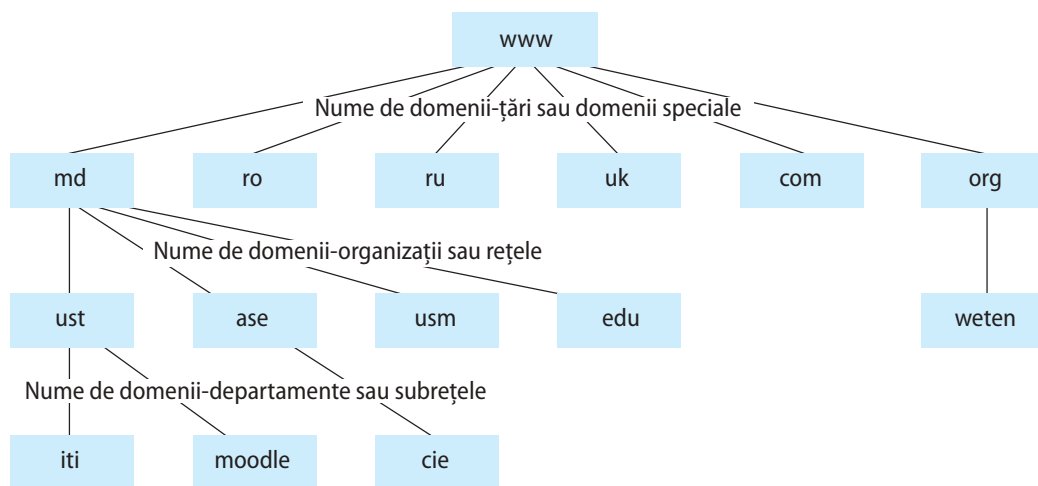 www
Nume de domenii-țări sau domenii speciale
md ro ru uk com org
Nume de domenii-organizații sau rețele
ust ase usm edu weten
Nume de domenii-departamente sau subrețele
iti moodle cie